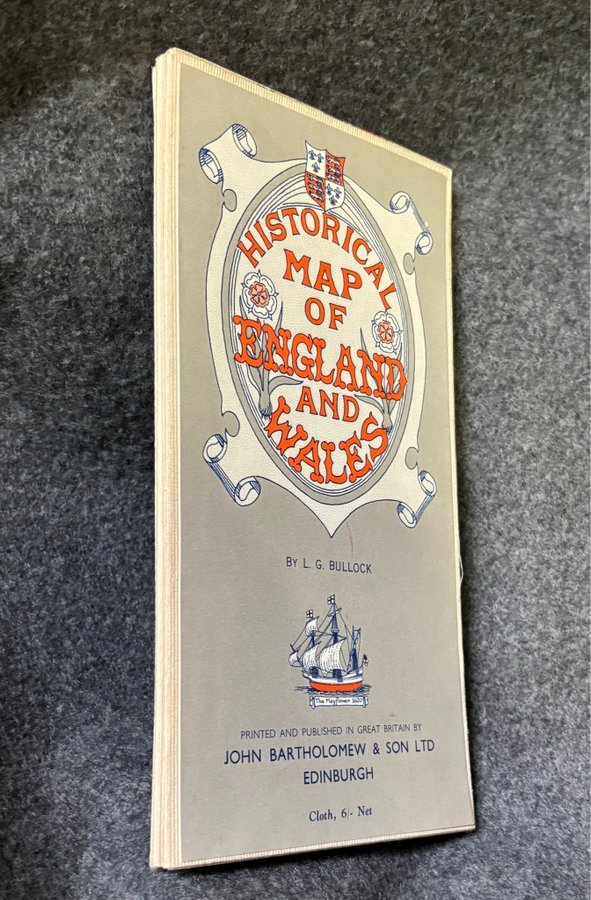 HISTORICAL
MAP
OF
ENGLAND
AND
WALES
BY L. G. BULLOCK
The Mayflower 1620
PRINTED AND PUBLISHED IN GREAT BRITAIN BY
JOHN BARTHOLOMEW & SON LTD
EDINBURGH
Cloth, 6/- Net